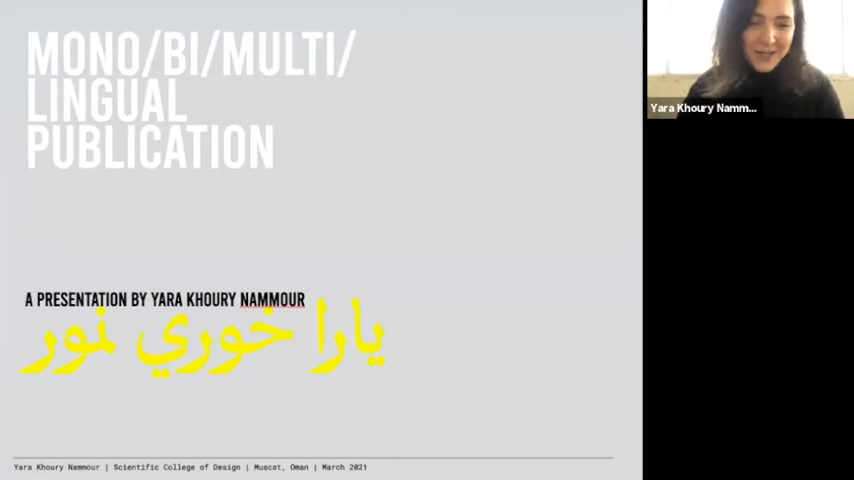 MONO/BI/MULTI/
LINGUAL
PUBLICATION
A PRESENTATION BY YARA KHOURY NAMMOUR
يارا خوري نمور
Yara Khoury Nammour | Scientific College of Design | Muscat, Oman | March 2021
Yara Khoury Namm...